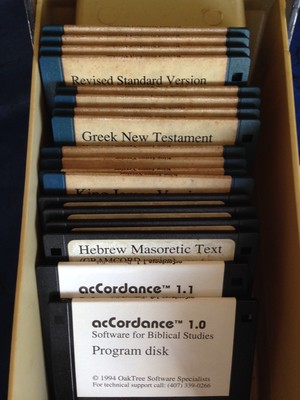 Revised Standard Version
Greek New Testament
Hebrew Masoretic Text
acCordance™ 1.1
acCordance™ 1.0
Software for Biblical Studies
Program disk
© 1994 OakTree Software Specialists
For technical support call: (407) 339-0266